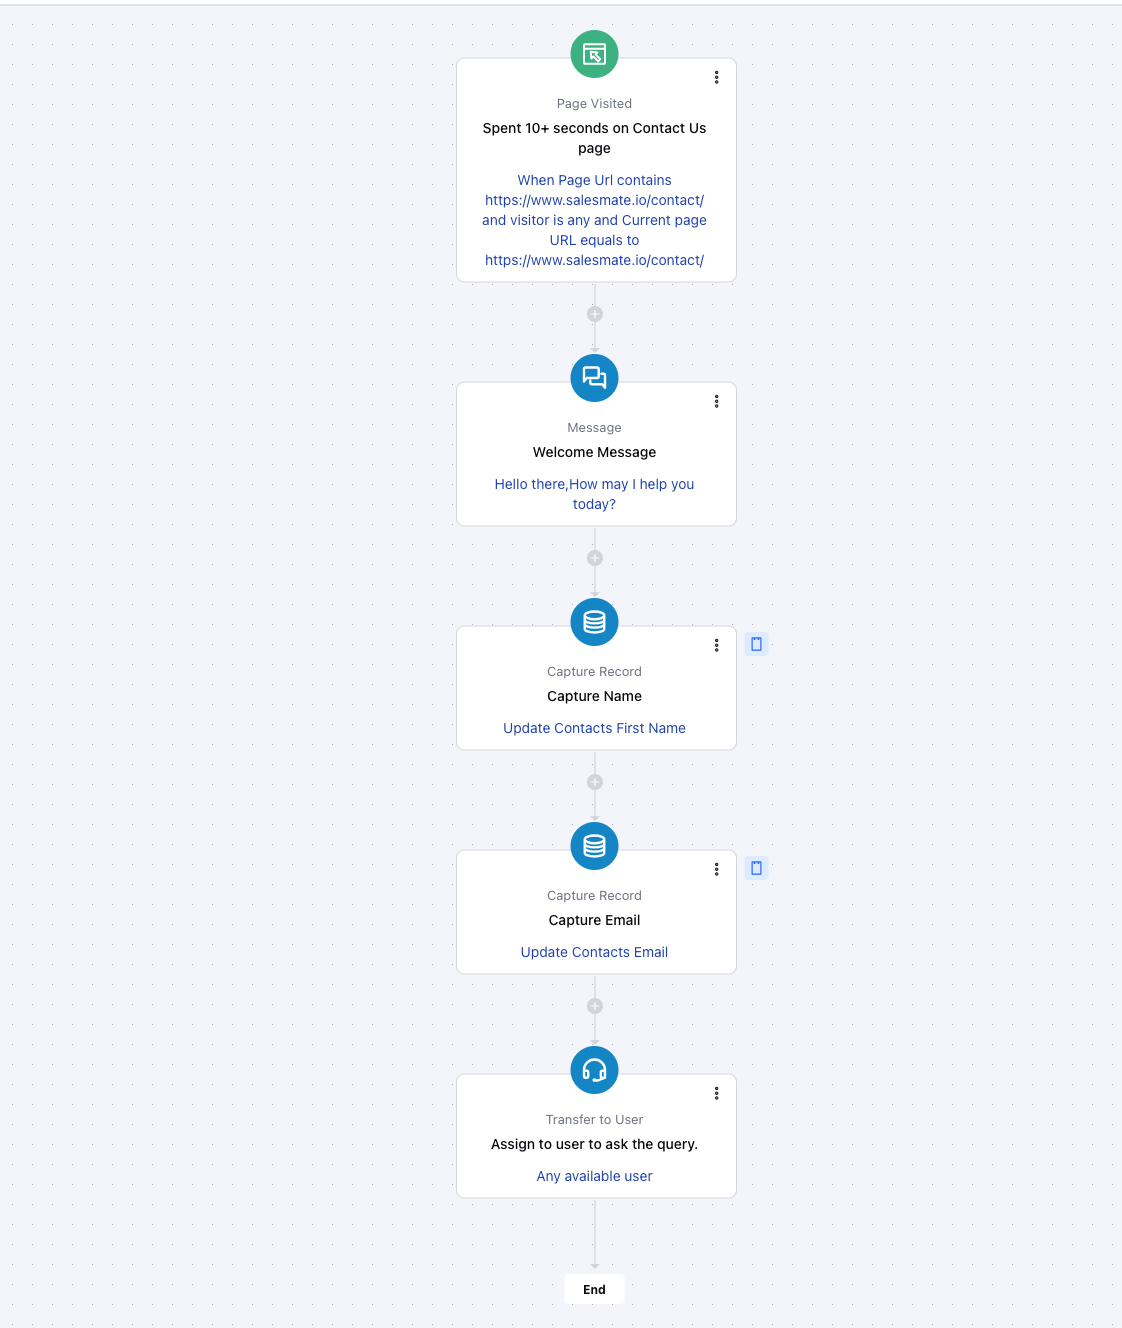 Page Visited
Spent 10+ seconds on Contact Us
page
When Page Url contains
https://www.salesmate.io/contact/
and visitor is any and Current page
URL equals to
https://www.salesmate.io/contact/
Message
Welcome Message
Hello there,How may I help you
today?
Capture Record
Capture Name
Update Contacts First Name
Capture Record
Capture Email
Update Contacts Email
Transfer to User
Assign to user to ask the query.
Any available user
End